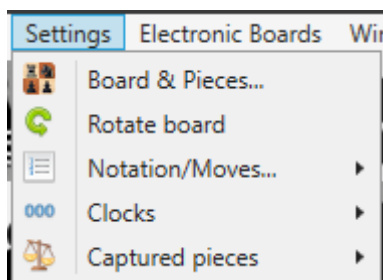 Settings Electronic Boards
Board & Pieces...
Rotate board
Notation/Moves...
000 Clocks
Captured pieces